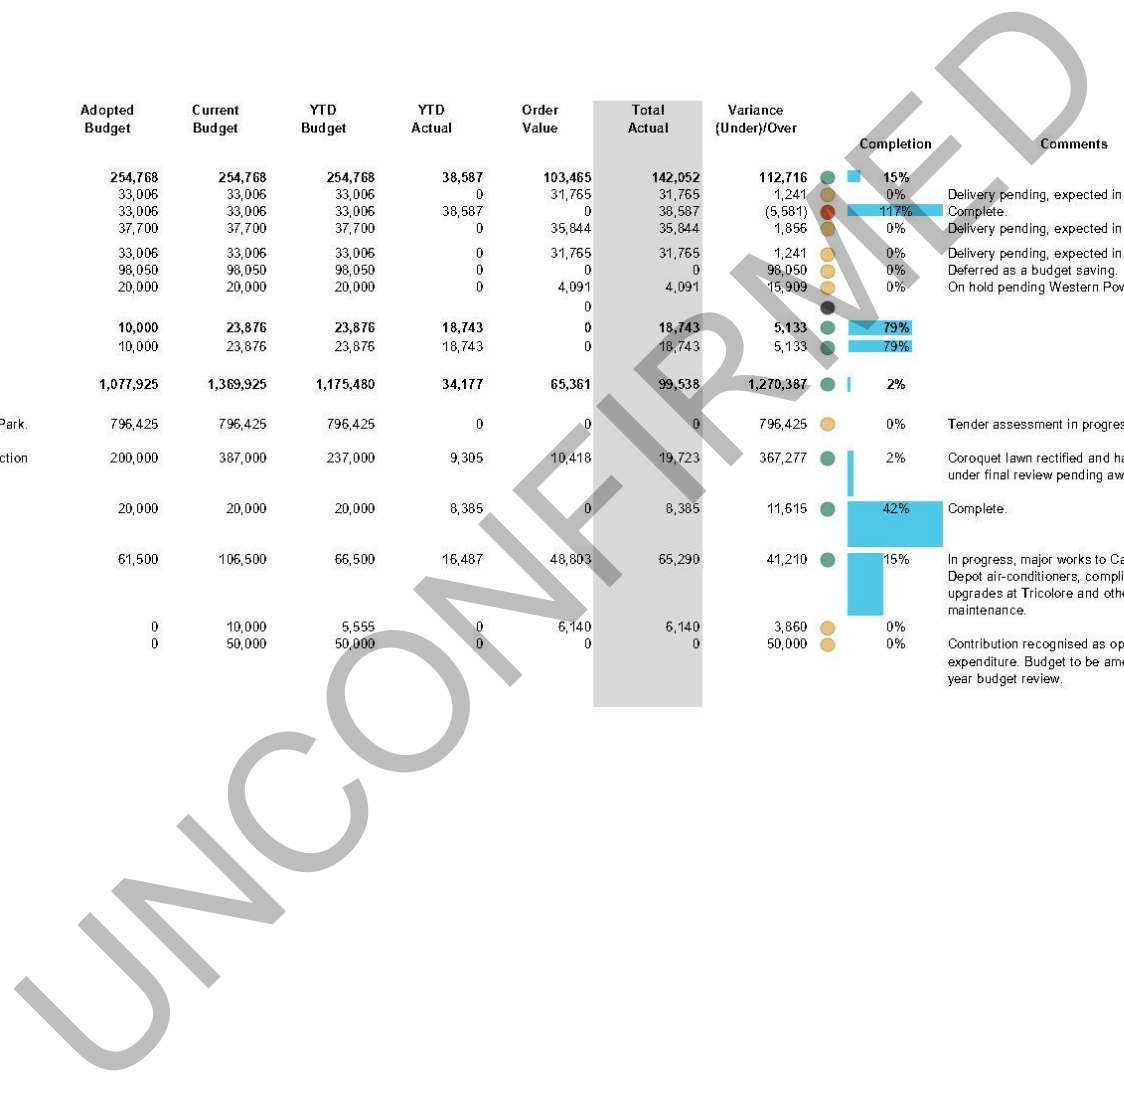 Adopted Current YTD YTD Order Total Variance
Budget Budget Budget Actual Value Actual (Under)/Over
Completion Comments
254,768 254,768 254,768 38,587 103,465 142,052 112,716 15%
33,006 33,006 33,006 0 31,765 31,765 1,241 0% Delivery pending, expected in
33,006 33,006 33,006 38,587 0 38,587 (5,581) 117% Complete.
37,700 37,700 37,700 0 35,844 35,844 1,856 0% Delivery pending, expected in
33,006 33,006 33,006 0 31,765 31,765 1,241 0% Delivery pending, expected in
98,050 98,050 98,050 0 0 0 98,050 0% Deferred as a budget saving.
20,000 20,000 20,000 0 4,091 4,091 15,909 0% On hold pending Western Pow
0
10,000 23,876 23,876 18,743 0 18,743 5,133 79%
10,000 23,876 23,876 18,743 0 18,743 5,133 79%
1,077,925 1,369,925 1,175,480 34,177 65,361 99,538 1,270,387 2%
Park. 796,425 796,425 796,425 0 0 0 796,425 0% Tender assessment in progres
ction 200,000 387,000 237,000 9,305 10,418 19,723 367,277 2% Coroquet lawn rectified and ha
under final review pending aw
20,000 20,000 20,000 8,385 0 8,385 11,615 42% Complete.
61,500 106,500 66,500 16,487 48,803 65,290 41,210 15% In progress, major works to Ca
Depot air-conditioners, compli
upgrades at Tricolore and othe
maintenance.
0 10,000 5,555 0 6,140 6,140 3,860 0%
0 50,000 50,000 0 0 0 50,000 0% Contribution recognised as op
expenditure. Budget to be ame
year budget review.
UNCONFIRMED